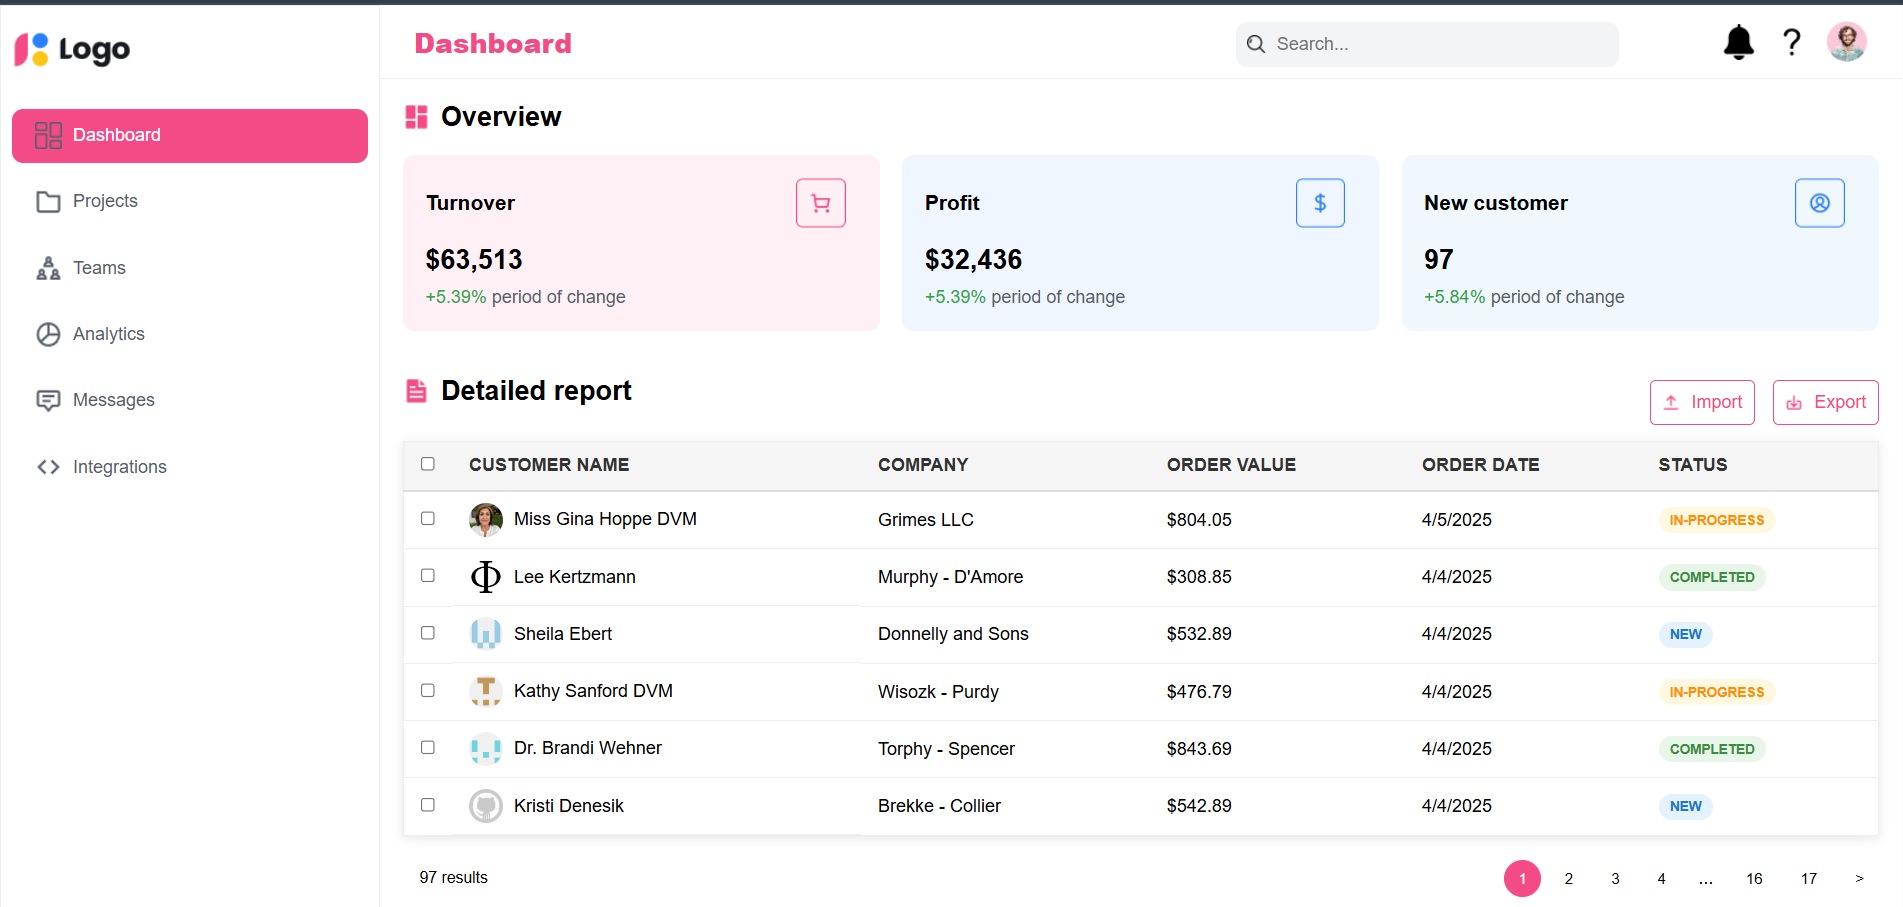 Logo
Dashboard
Search...
Dashboard
Projects
Teams
Analytics
Messages
Integrations
Overview
Turnover
$63,513
+5.39% period of change
Profit
$
$32,436
+5.39% period of change
New customer
97
+5.84% period of change
Detailed report
Import
Export
CUSTOMER NAME COMPANY ORDER VALUE ORDER DATE STATUS
Miss Gina Hoppe DVM Grimes LLC $804.05 4/5/2025 IN-PROGRESS
Lee Kertzmann Murphy - D'Amore $308.85 4/4/2025 COMPLETED
Sheila Ebert Donnelly and Sons $532.89 4/4/2025 NEW
Kathy Sanford DVM Wisozk - Purdy $476.79 4/4/2025 IN-PROGRESS
Dr. Brandi Wehner Torphy - Spencer $843.69 4/4/2025 COMPLETED
Kristi Denesik Brekke - Collier $542.89 4/4/2025 NEW
97 results
1 2 3 4 ... 16 17 >